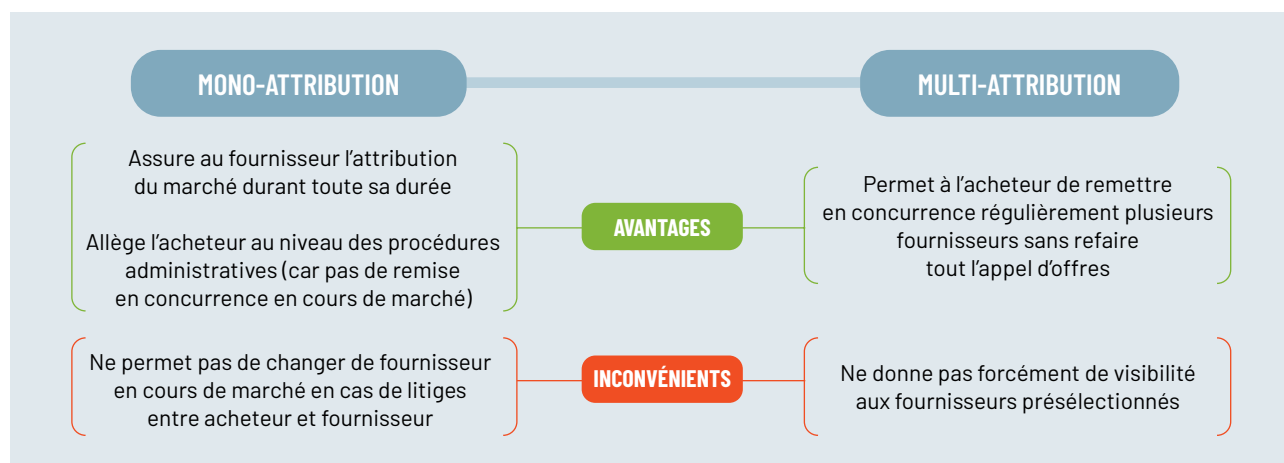 MONO-ATTRIBUTION
MULTI-ATTRIBUTION
Assure au fournisseur l’attribution
du marché durant toute sa durée
Allège l’acheteur au niveau des procédures
administratives (car pas de remise
en concurrence en cours de marché)
AVANTAGES
Permet à l’acheteur de remettre
en concurrence régulièrement plusieurs
fournisseurs sans refaire
tout l’appel d’offres
Ne permet pas de changer de fournisseur
en cours de marché en cas de litiges
entre acheteur et fournisseur
INCONVÉNIENTS
Ne donne pas forcément de visibilité
aux fournisseurs présélectionnés